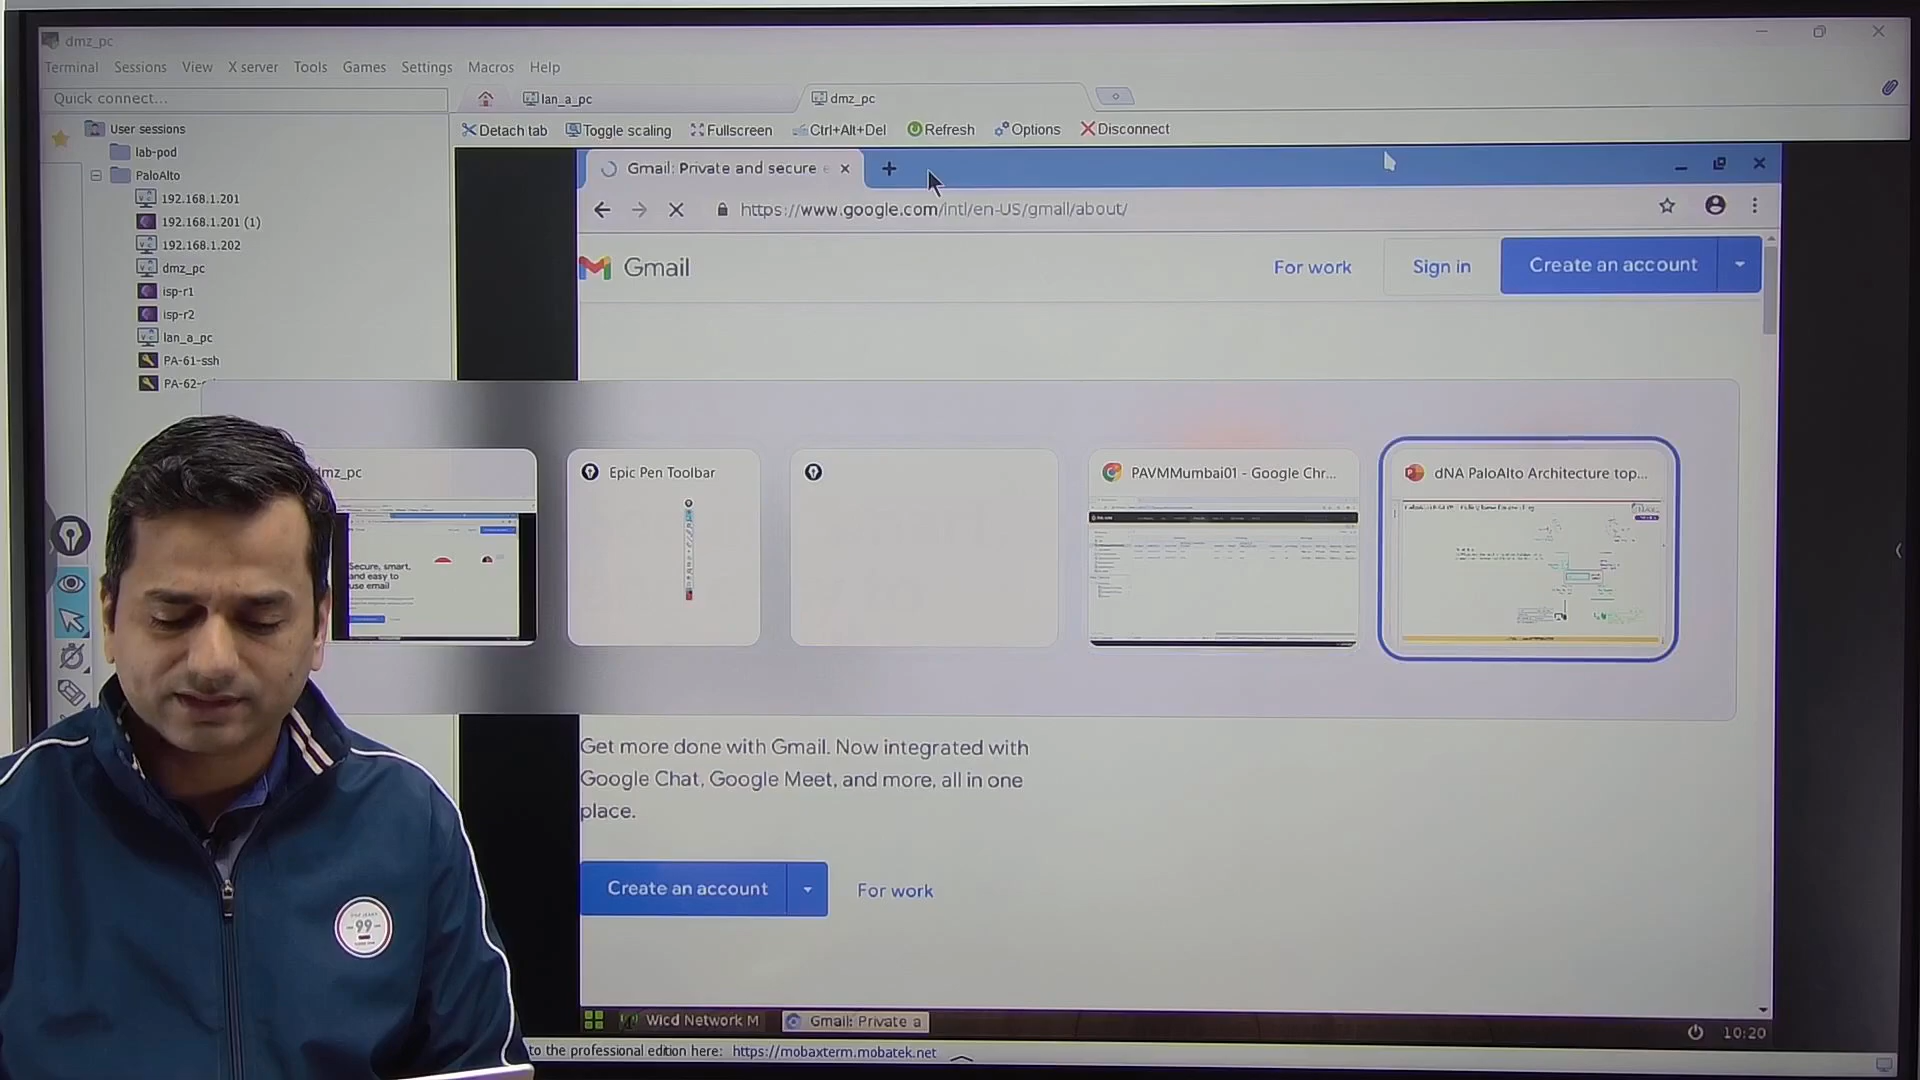 dmz_pc
Terminal Sessions View X server Tools Games Settings Macros Help
Quick connect...
lan_a_pc
dmz_pc
Detach tab Toggle scaling Fullscreen Ctrl+Alt+Del Refresh Options Disconnect
User sessions
lab-pod
PaloAlto
192.168.1.201
192.168.1.201 (1)
192.168.1.202
dmz_pc
isp-r1
isp-r2
lan_a_pc
PA-61-ssh
PA-62-
Gmail: Private and secure e
https://www.google.com/intl/en-US/gmail/about/
Gmail
For work
Sign in
Create an account
dmz_pc
Epic Pen Toolbar
PAVMMumbai01 - Google Chr...
dNA PaloAlto Architecture top...
Secure, smart,
and easy to
use email
Get more done with Gmail. Now integrated with
Google Chat, Google Meet, and more, all in one
place.
Create an account
For work
99
Wicd Network M
Gmail: Private a
10:20
to the professional edition here: https://mobaxterm.mobatek.net